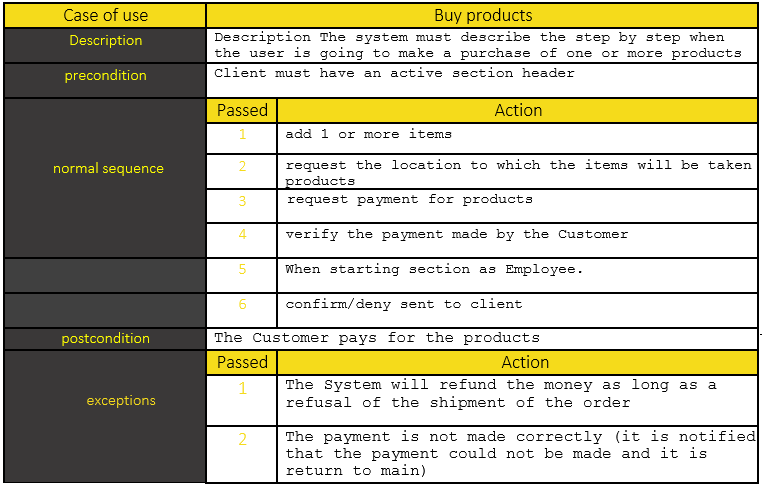 Case of use Buy products
Description Description The system must describe the step by step when
the user is going to make a purchase of one or more products
precondition Client must have an active section header
Passed Action
1 add 1 or more items
normal sequence 2 request the location to which the items will be taken
products
3 request payment for products
4 verify the payment made by the Customer
5 When starting section as Employee.
6 confirm/deny sent to client
postcondition The Customer pays for the products
Passed Action
exceptions 1 The System will refund the money as long as a
refusal of the shipment of the order
2 The payment is not made correctly (it is notified
that the payment could not be made and it is
return to main)